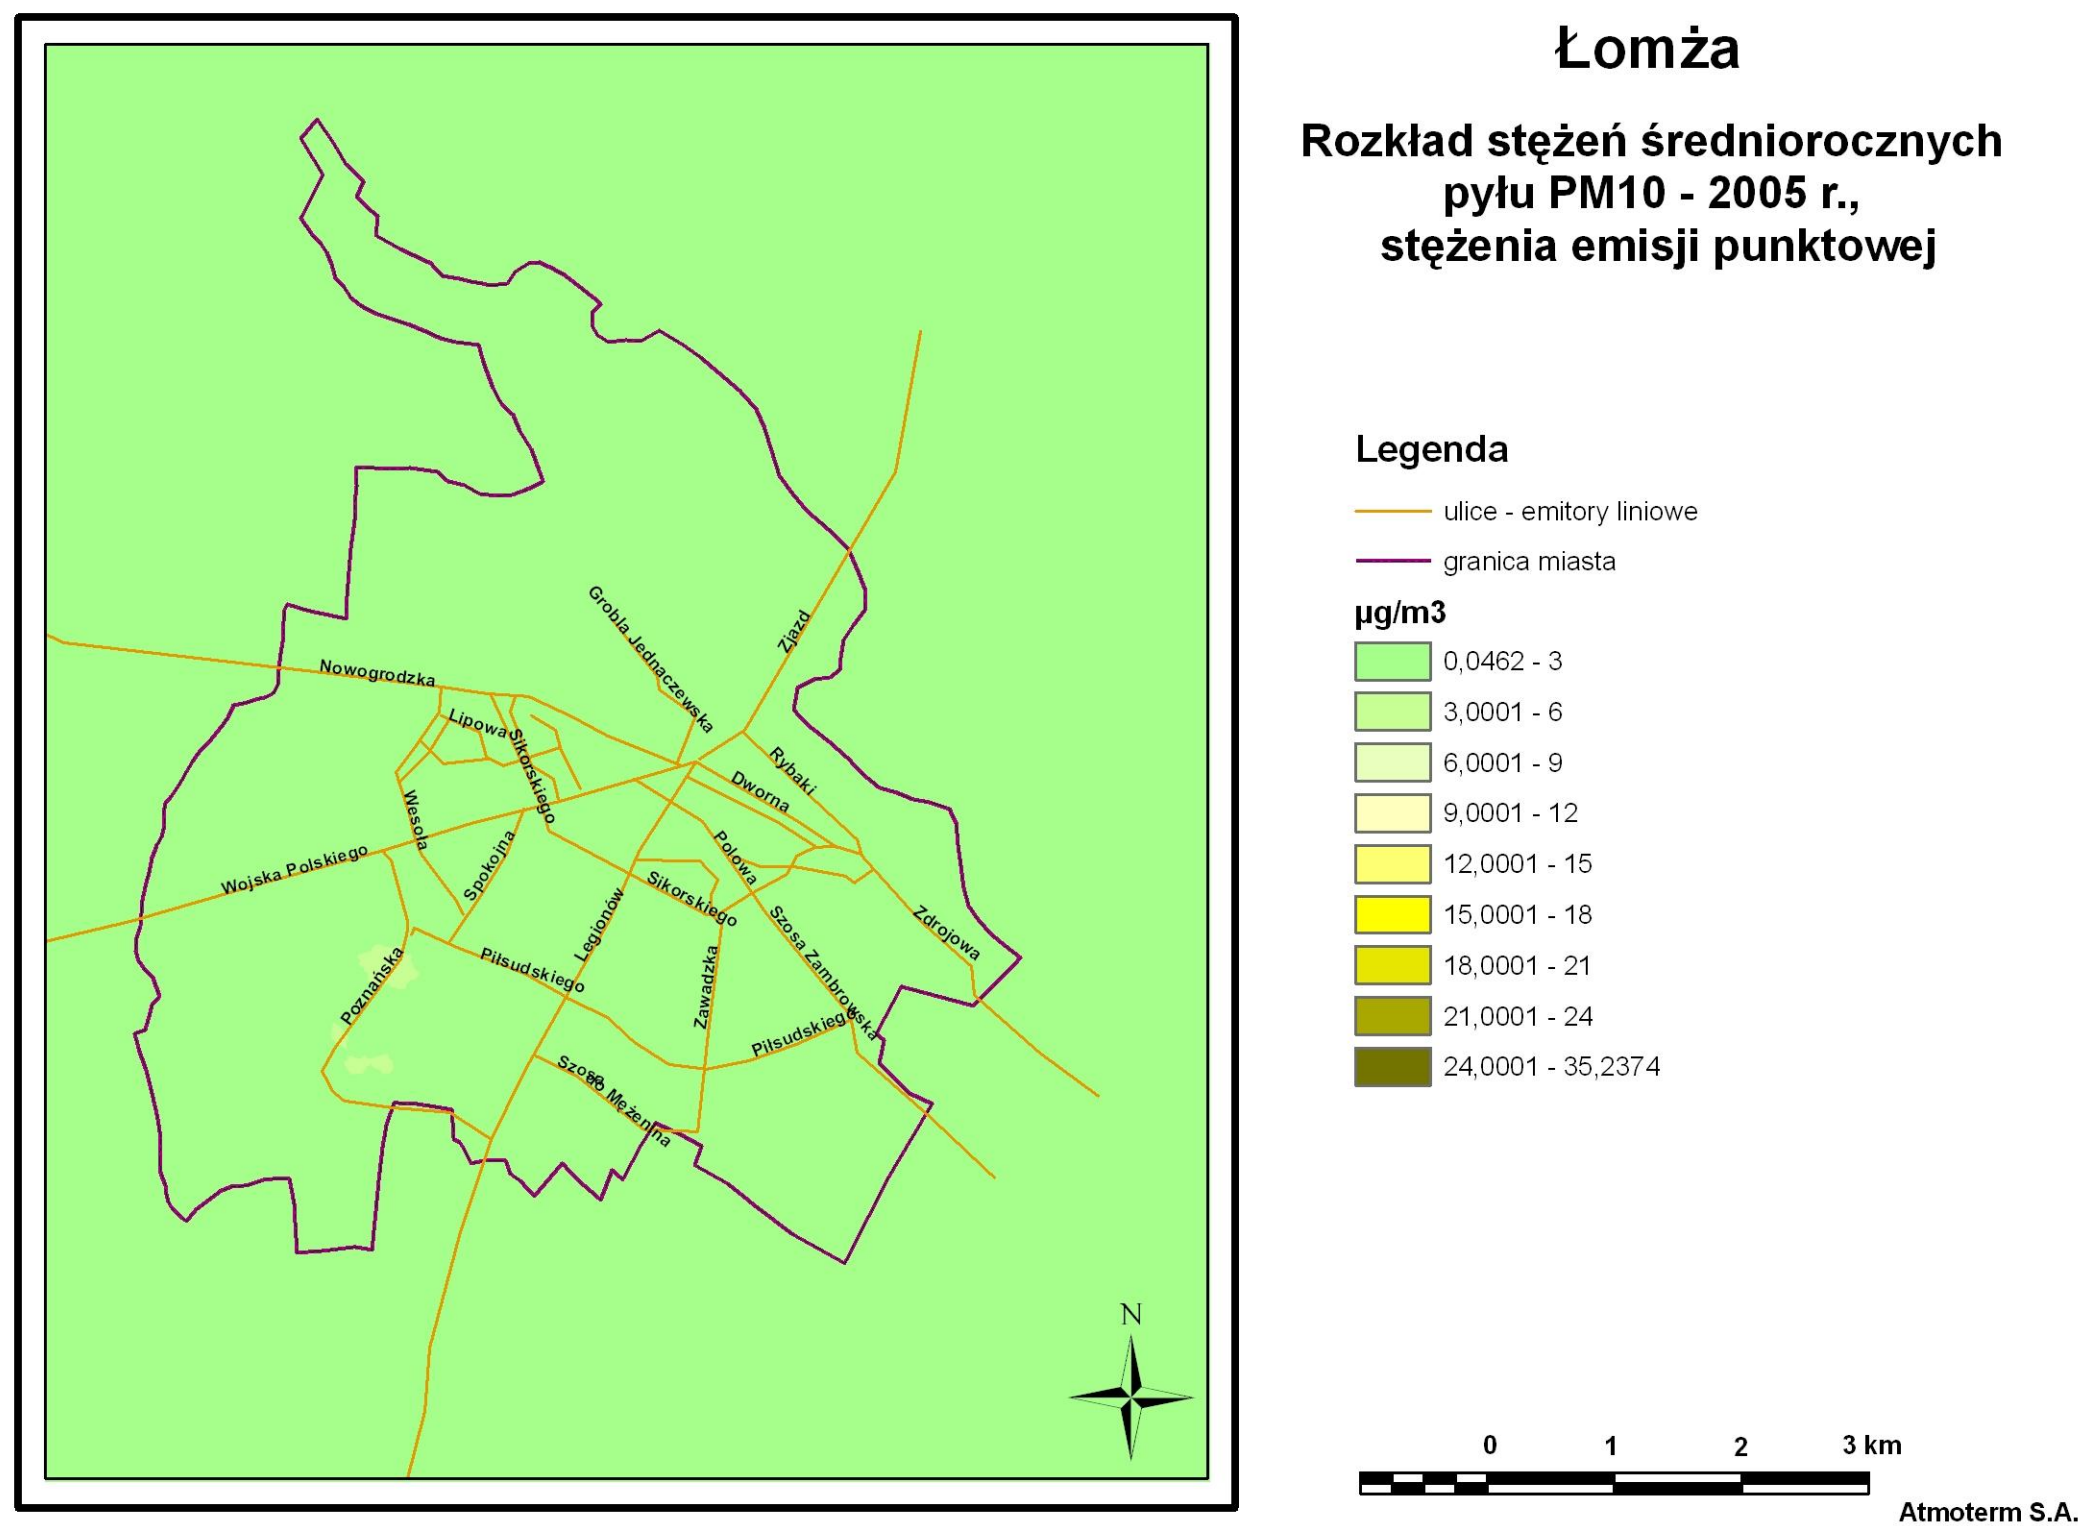 Łomża
Rozkład stężeń średniorocznych
pyłu PM10 - 2005 r.,
stężenia emisji punktowej
Legenda
ulice - emitory liniowe
granica miasta
µg/m3
0,0462 - 3
3,0001 - 6
6,0001 - 9
9,0001 - 12
12,0001 - 15
15,0001 - 18
18,0001 - 21
21,0001 - 24
24,0001 - 35,2374
0 1 2 3 km
Atmoterm S.A.
N
Grobla Jednaczewska
Zjazd
Nowogrodzka
Lipowa
Sikorskiego
Rybaki
Dworna
Wesoła
Wojska Polskiego
Spokojna
Polowa
Sikorskiego
Legionów
Szosa Zambrowska
Zdrojowa
Poznańska
Piłsudskiego
Zawadzka
Piłsudskiego
Szosa do Mężenina